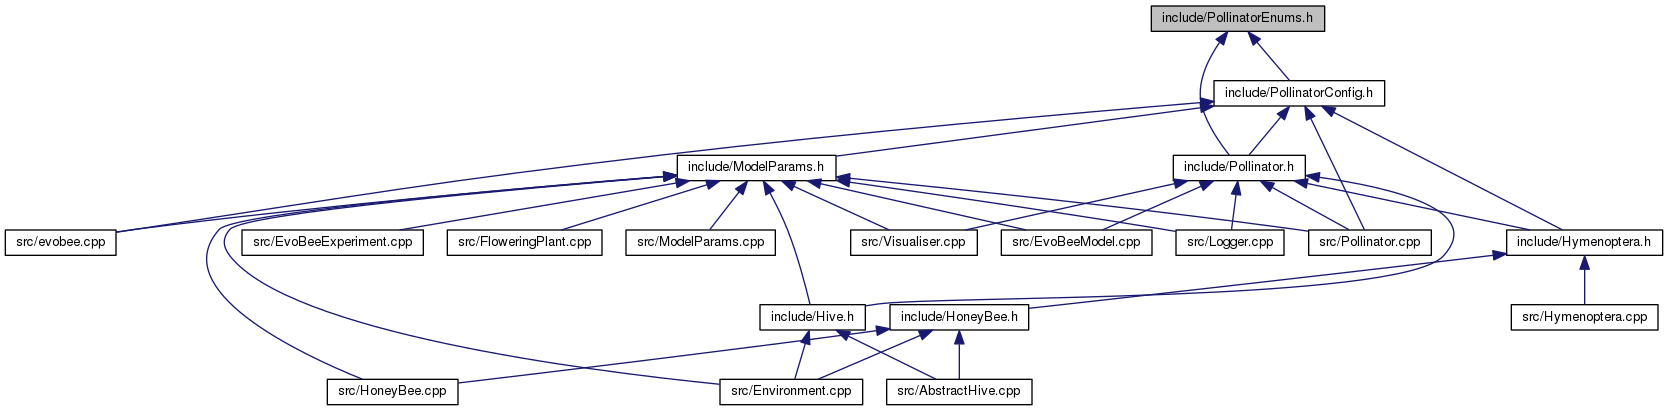 include/PollinatorEnums.h
include/PollinatorConfig.h
include/ModelParams.h
include/Pollinator.h
src/evobee.cpp
src/EvoBeeExperiment.cpp
src/FloweringPlant.cpp
src/ModelParams.cpp
src/Visualiser.cpp
src/EvoBeeModel.cpp
src/Logger.cpp
src/Pollinator.cpp
include/Hymenoptera.h
include/Hive.h
include/HoneyBee.h
src/Hymenoptera.cpp
src/HoneyBee.cpp
src/Environment.cpp
src/AbstractHive.cpp